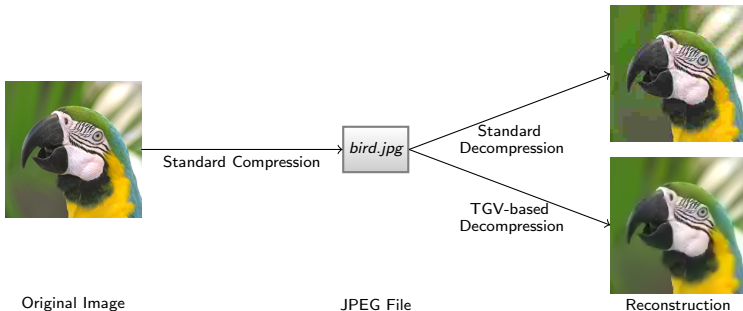 Standard Compression
bird.jpg
Standard
Decompression
TGV-based
Decompression
Original Image
JPEG File
Reconstruction